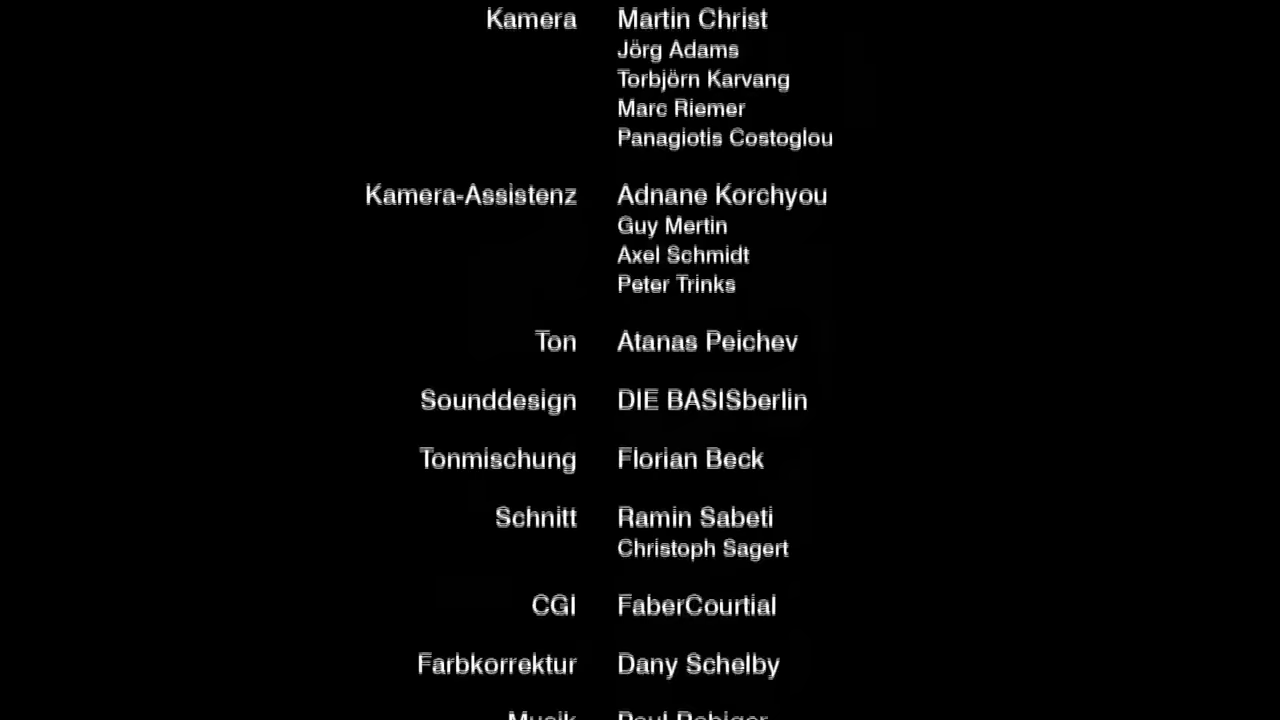 Kamera Martin Christ
Jörg Adams
Torbjörn Karvang
Marc Riemer
Panagiotis Costoglou
Kamera-Assistenz Adnane Korchyou
Guy Mertin
Axel Schmidt
Peter Trinks
Ton Atanas Peichev
Sounddesign DIE BASISberlin
Tonmischung Florian Beck
Schnitt Ramin Sabeti
Christoph Sagert
CGI FaberCourtial
Farbkorrektur Dany Schelby
Musik Paul